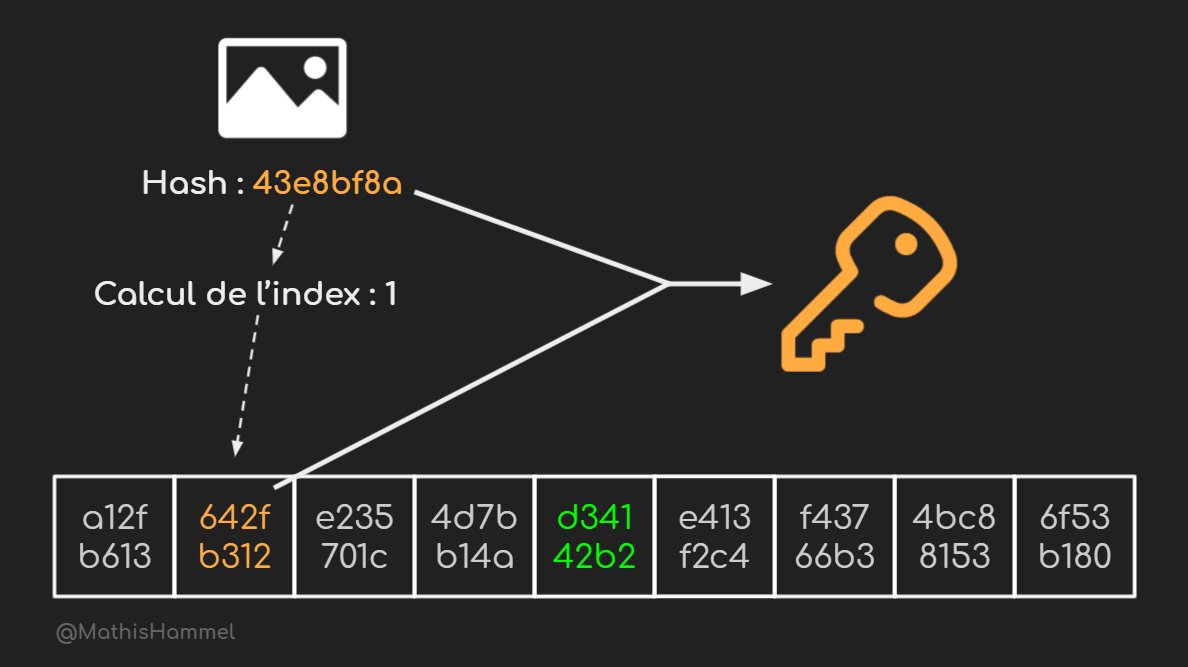 Hash : 43e8bf8a
Calcul de l’index : 1
a12f 642f e235 4d7b d341 e413 f437 4bc8 6f53
b613 b312 701c b14a 42b2 f2c4 66b3 8153 b180
@MathisHammel